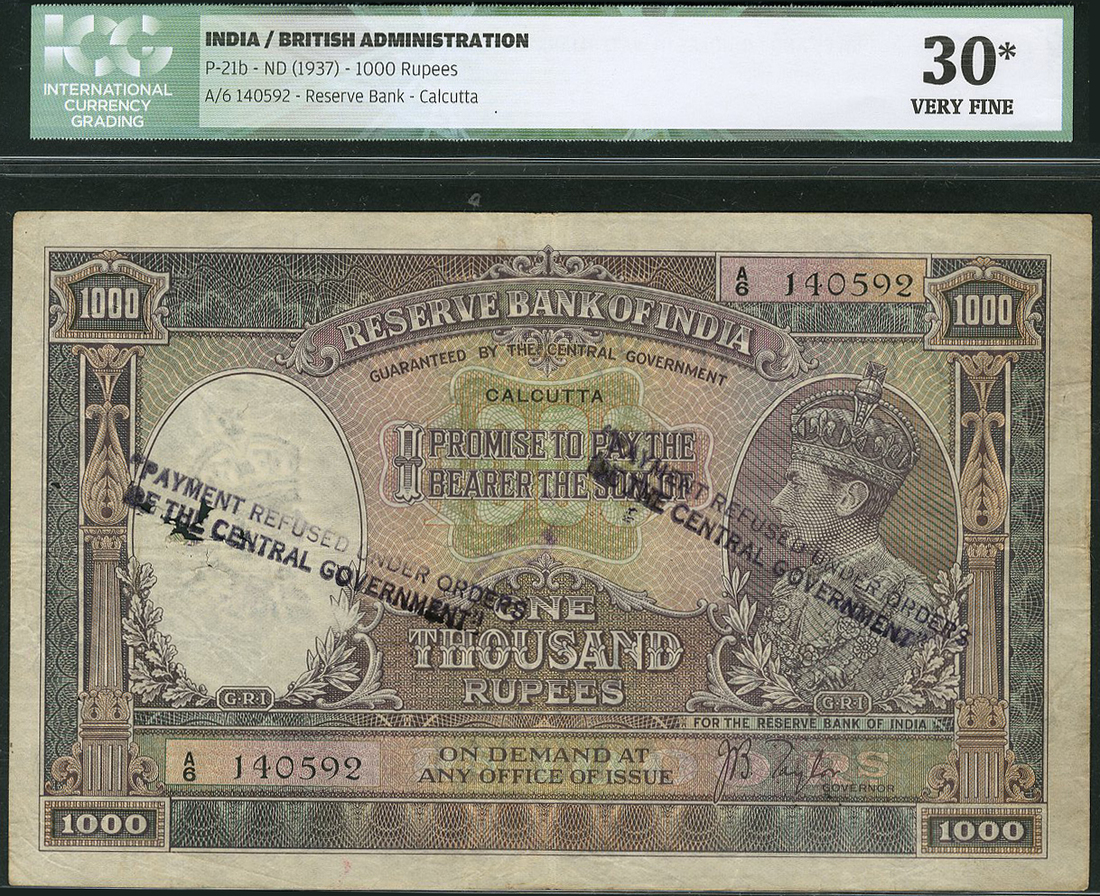 ICG
INTERNATIONAL
CURRENCY
GRADING
INDIA / BRITISH ADMINISTRATION
P-21b - ND (1937) - 1000 Rupees
A/6 140592 - Reserve Bank - Calcutta
30*
VERY FINE
1000
A/6 140592
1000
RESERVE BANK OF INDIA
GUARANTEED BY THE CENTRAL GOVERNMENT
CALCUTTA
1000
I PROMISE TO PAY THE
BEARER THE SUM OF
"PAYMENT REFUSED UNDER ORDERS
OF THE CENTRAL GOVERNMENT"
"PAYMENT REFUSED UNDER ORDERS
OF THE CENTRAL GOVERNMENT"
ONE
THOUSAND
RUPEES
G·R·I
G·R·I
FOR THE RESERVE BANK OF INDIA
A/6 140592
ON DEMAND AT
ANY OFFICE OF ISSUE
JB Taylor
GOVERNOR
1000
1000